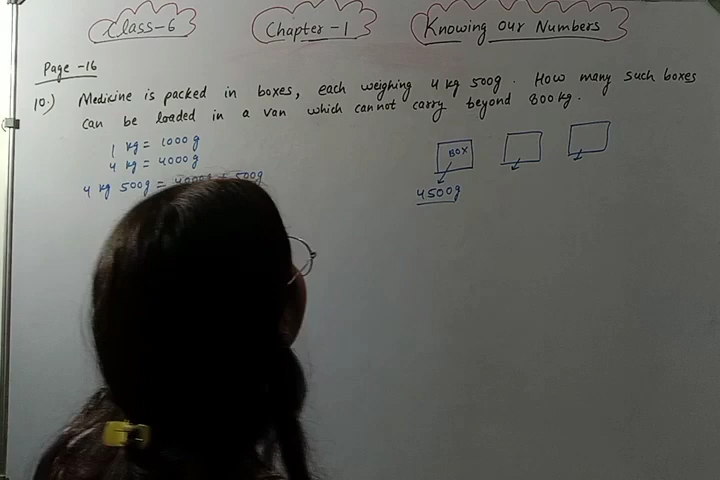 Class-6
Chapter-1
Knowing Our Numbers
Page -16
10.) Medicine is packed in boxes, each weighing 4 kg 500g. How many such boxes
can be loaded in a van which cannot carry beyond 800 kg.
1 kg = 1000 g
4 kg = 4000 g
4 kg 500g = 4000g + 500g
BOX
4500g